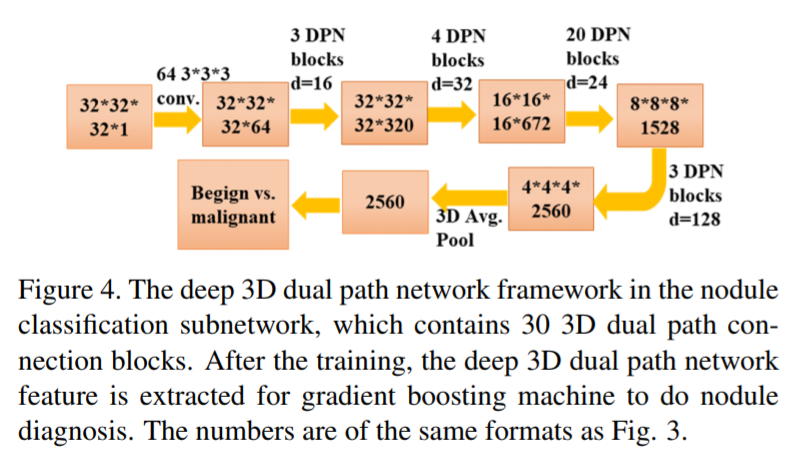 3 DPN
blocks
d=16
4 DPN
blocks
d=32
20 DPN
blocks
d=24
64 3*3*3
conv.
32*32*
32*1
32*32*
32*64
32*32*
32*320
16*16*
16*672
8*8*8*
1528
3 DPN
blocks
d=128
4*4*4*
2560
3D Avg.
Pool
2560
Begign vs.
malignant
Figure 4. The deep 3D dual path network framework in the nodule
classification subnetwork, which contains 30 3D dual path con-
nection blocks. After the training, the deep 3D dual path network
feature is extracted for gradient boosting machine to do nodule
diagnosis. The numbers are of the same formats as Fig. 3.